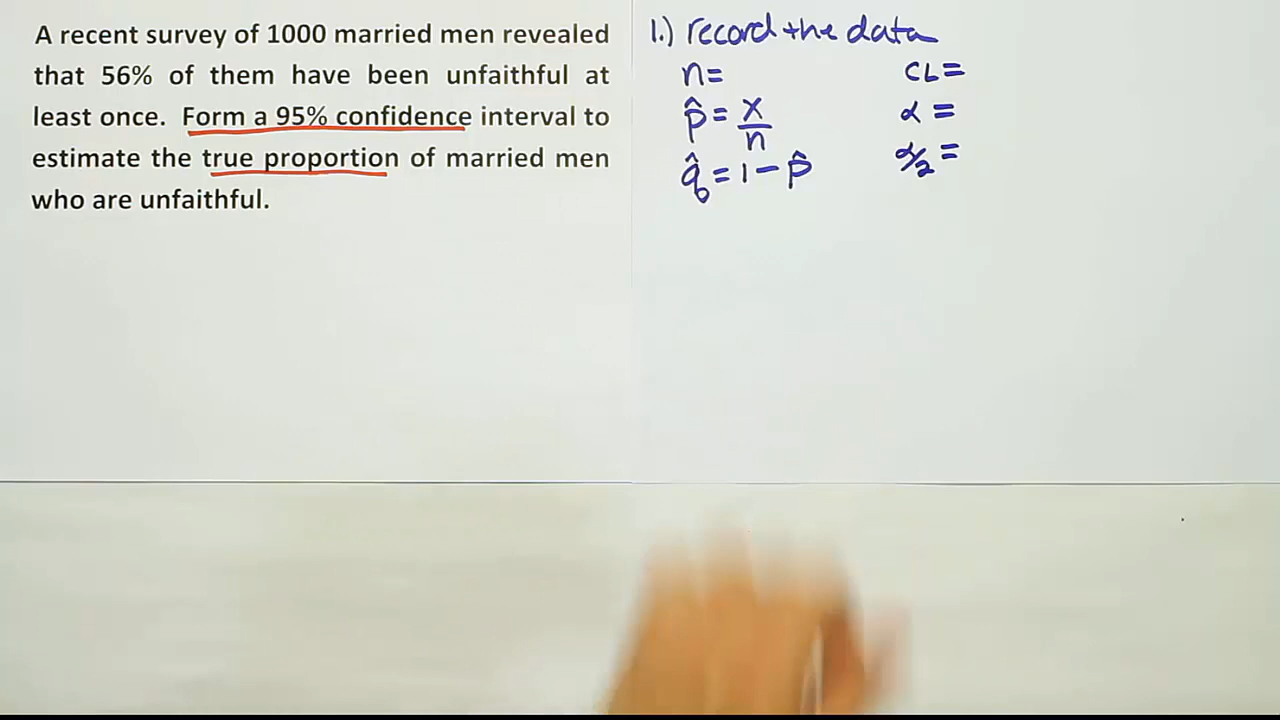 A recent survey of 1000 married men revealed
that 56% of them have been unfaithful at
least once. Form a 95% confidence interval to
estimate the true proportion of married men
who are unfaithful.
1.) record the data
n=
p̂ = x/n
q̂ = 1 - p̂
CL=
α =
α/2 =